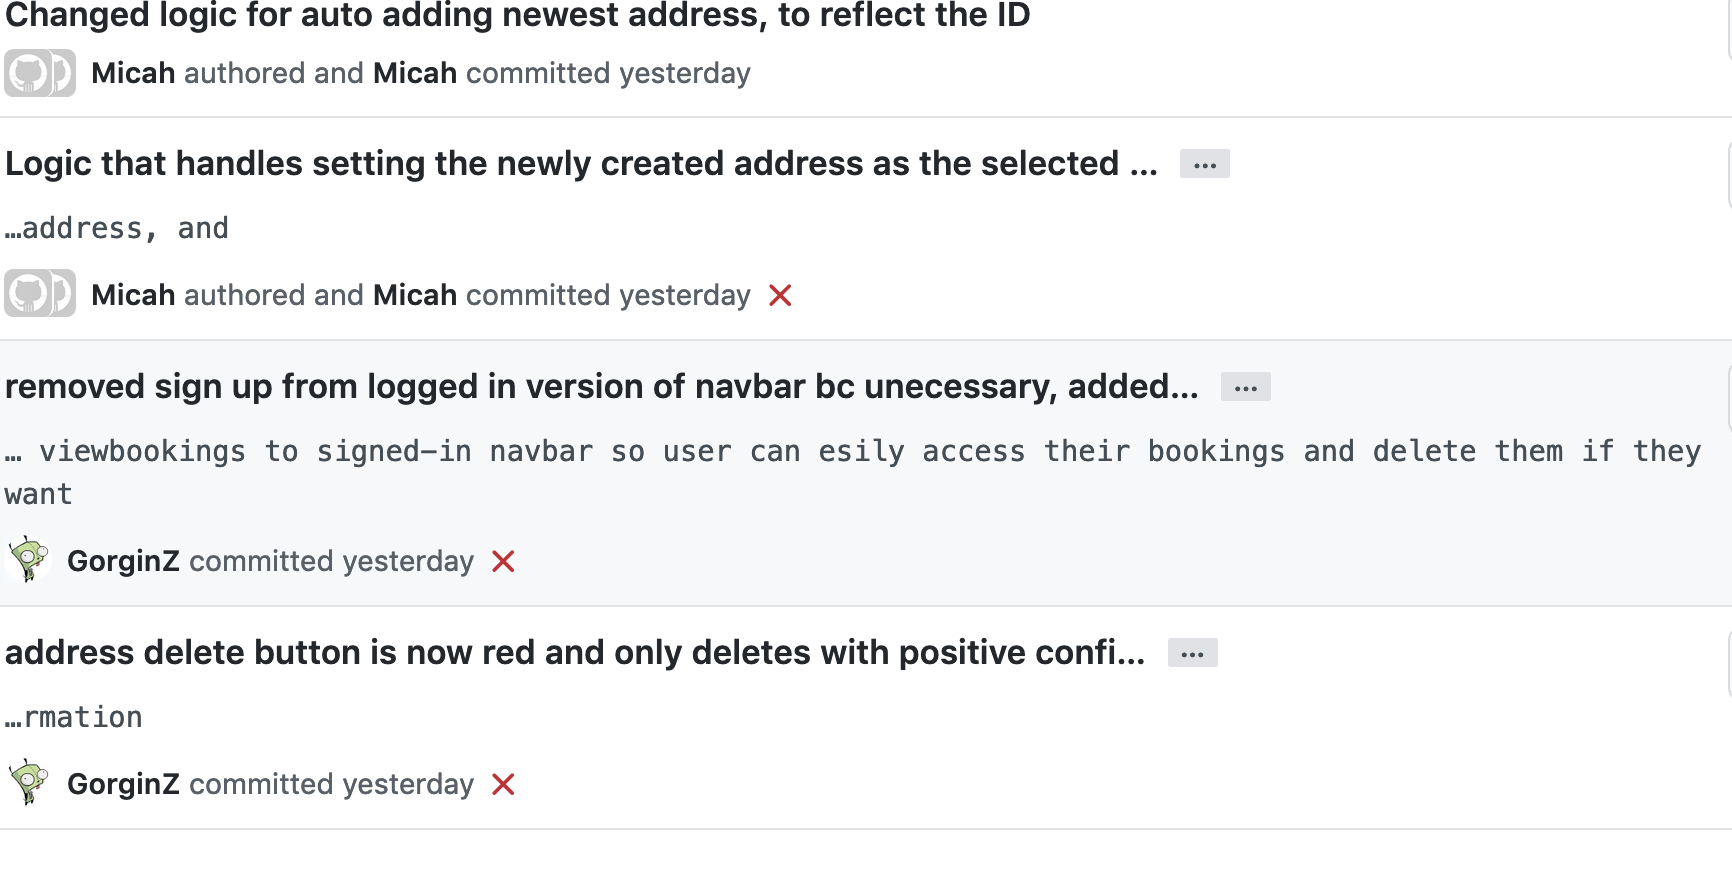 Changed logic for auto adding newest address, to reflect the ID
Micah authored and Micah committed yesterday
Logic that handles setting the newly created address as the selected ...
…address, and
Micah authored and Micah committed yesterday
removed sign up from logged in version of navbar bc unecessary, added...
… viewbookings to signed-in navbar so user can esily access their bookings and delete them if they
want
GorginZ committed yesterday
address delete button is now red and only deletes with positive confi...
…rmation
GorginZ committed yesterday